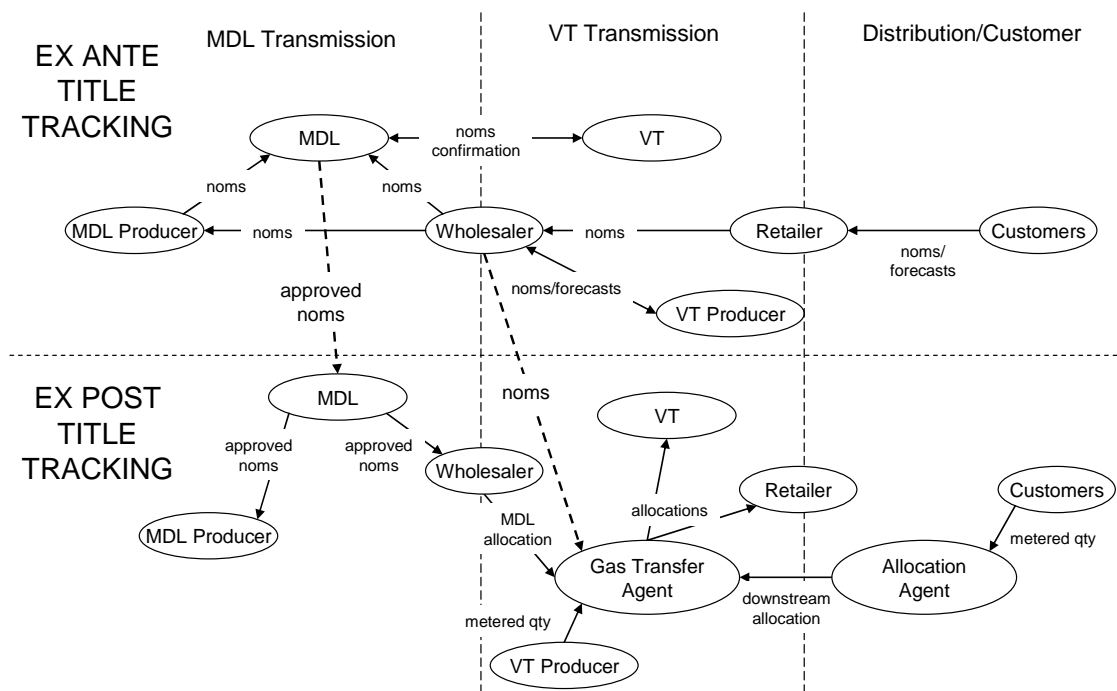 MDL Transmission
VT Transmission
Distribution/Customer
EX ANTE
TITLE
TRACKING
MDL
noms
confirmation
VT
noms
noms
MDL Producer
noms
Wholesaler
noms
Retailer
noms/
forecasts
Customers
approved
noms
noms/forecasts
VT Producer
EX POST
TITLE
TRACKING
MDL
noms
VT
approved
noms
approved
noms
Wholesaler
Retailer
Customers
MDL Producer
MDL
allocation
allocations
metered qty
Gas Transfer
Agent
Allocation
Agent
downstream
allocation
metered qty
VT Producer